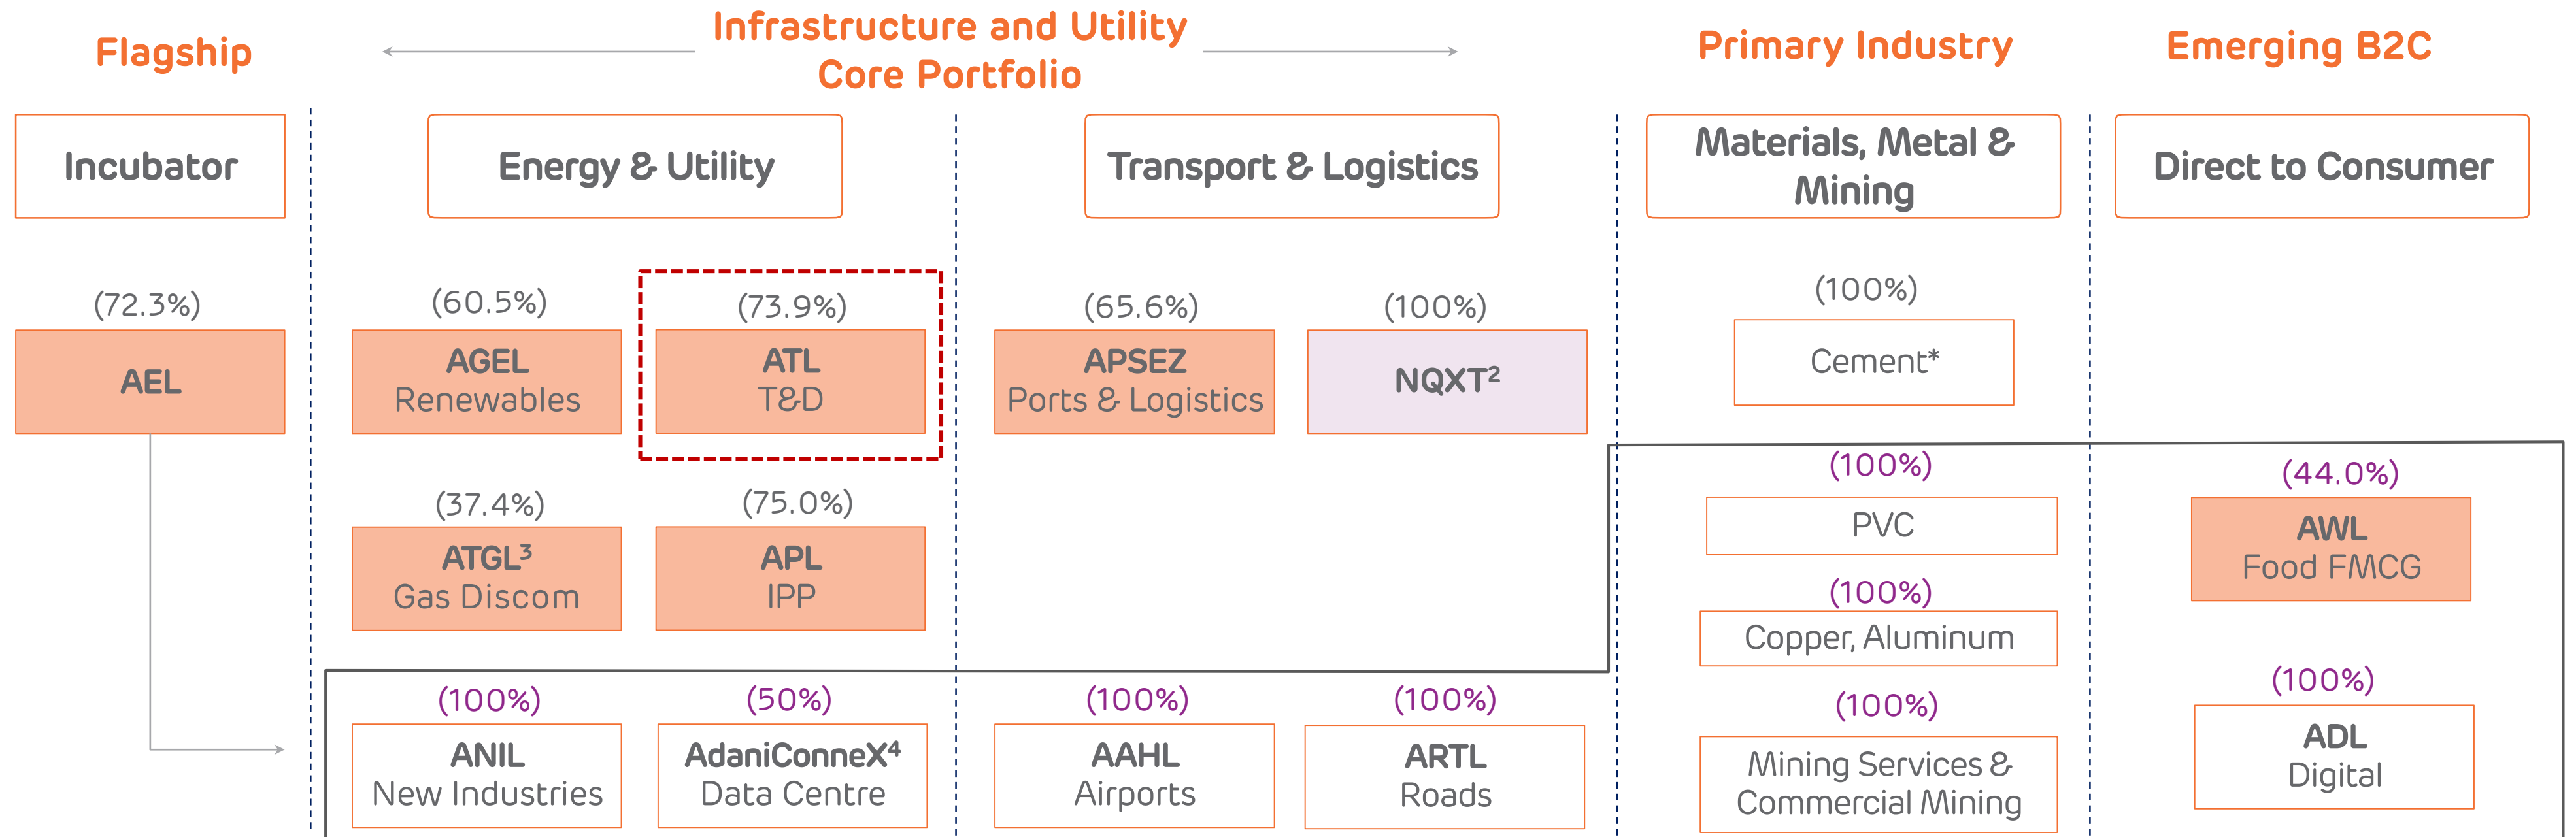 Flagship
Infrastructure and Utility
Core Portfolio
Primary Industry
Emerging B2C
Incubator
Energy & Utility
Transport & Logistics
Materials, Metal &
Mining
Direct to Consumer
(72.3%)
AEL
(60.5%)
AGEL
Renewables
(73.9%)
ATL
T&D
(65.6%)
APSEZ
Ports & Logistics
(100%)
NQXT²
(100%)
Cement*
(37.4%)
ATGL³
Gas Discom
(75.0%)
APL
IPP
(100%)
PVC
(44.0%)
AWL
Food FMCG
(100%)
Copper, Aluminum
(100%)
ANIL
New Industries
(50%)
AdaniConneX⁴
Data Centre
(100%)
AAHL
Airports
(100%)
ARTL
Roads
(100%)
Mining Services &
Commercial Mining
(100%)
ADL
Digital